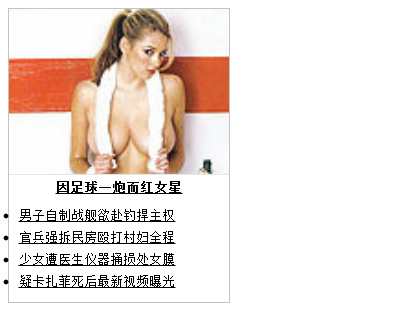 因足球一炮而红女星
男子自制战舰欲赴钓捍主权
官兵强拆民房殴打村妇全程
少女遭医生仪器捅损处女膜
疑卡扎菲死后最新视频曝光